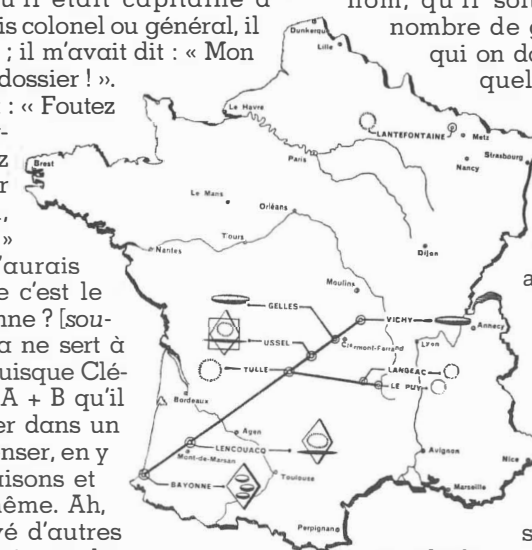 u'il était capitaine à
is colonel ou général, il
; il m'avait dit : « Mon
dossier ! ».
: « Foutez
z
r
,
»
'aurais
e c'est le
nne ? [sou-
a ne sert à
uisque Clé-
A + B qu'il
er dans un
nser, en y
aisons et
ême. Ah,
vé d'autres
nom, qu'il soit
nombre de g
qui on do
quel
a
s
Dunkerque
Lille
Le Havre
LANTEFONTAINE
Metz
Paris
Strasbourg
Nancy
Brest
Le Mans
Orléans
Tours
Dijon
Nantes
Moulins
GELLES
VICHY
Annecy
USSEL
Clermont-Ferrand
Lyon
TULLE
LANGEAC
LE PUY
Bordeaux
Agen
LENCOUACQ
Avignon
Mont-de-Marsan
Nice
Toulouse
BAYONNE
Marseille
Perpignan